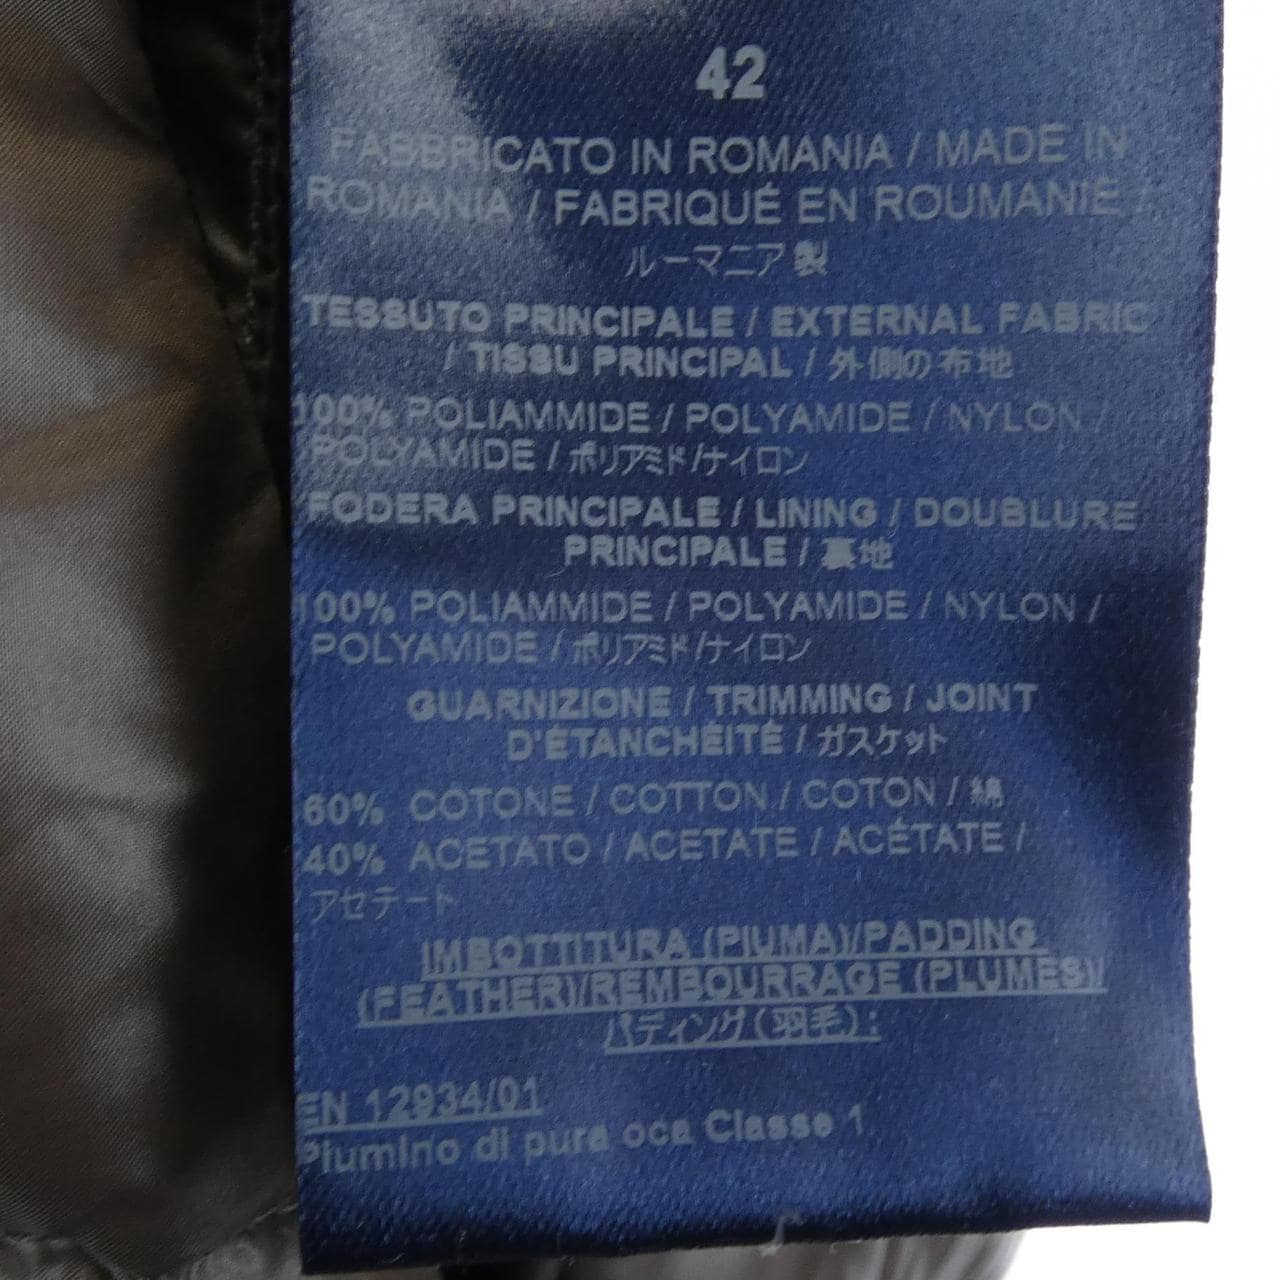 42
FABBRICATO IN ROMANIA / MADE IN
ROMANIA / FABRIQUÉ EN ROUMANIE /
ルーマニア製
TESSUTO PRINCIPALE / EXTERNAL FABRIC
/ TISSU PRINCIPAL / 外側の布地
100% POLIAMMIDE / POLYAMIDE / NYLON /
POLYAMIDE / ポリアミド/ナイロン
FODERA PRINCIPALE / LINING / DOUBLURE
PRINCIPALE / 裏地
100% POLIAMMIDE / POLYAMIDE / NYLON /
POLYAMIDE / ポリアミド/ナイロン
GUARNIZIONE / TRIMMING / JOINT
D'ÉTANCHÉITÉ / ガスケット
60% COTONE / COTTON / COTON / 綿
40% ACETATO / ACETATE / ACÉTATE /
アセテート
IMBOTTITURA (PIUMA)/PADDING
(FEATHER)/REMBOURRAGE (PLUMES)/
パディング(羽毛):
EN 12934/01
Piumino di pura oca Classe 1